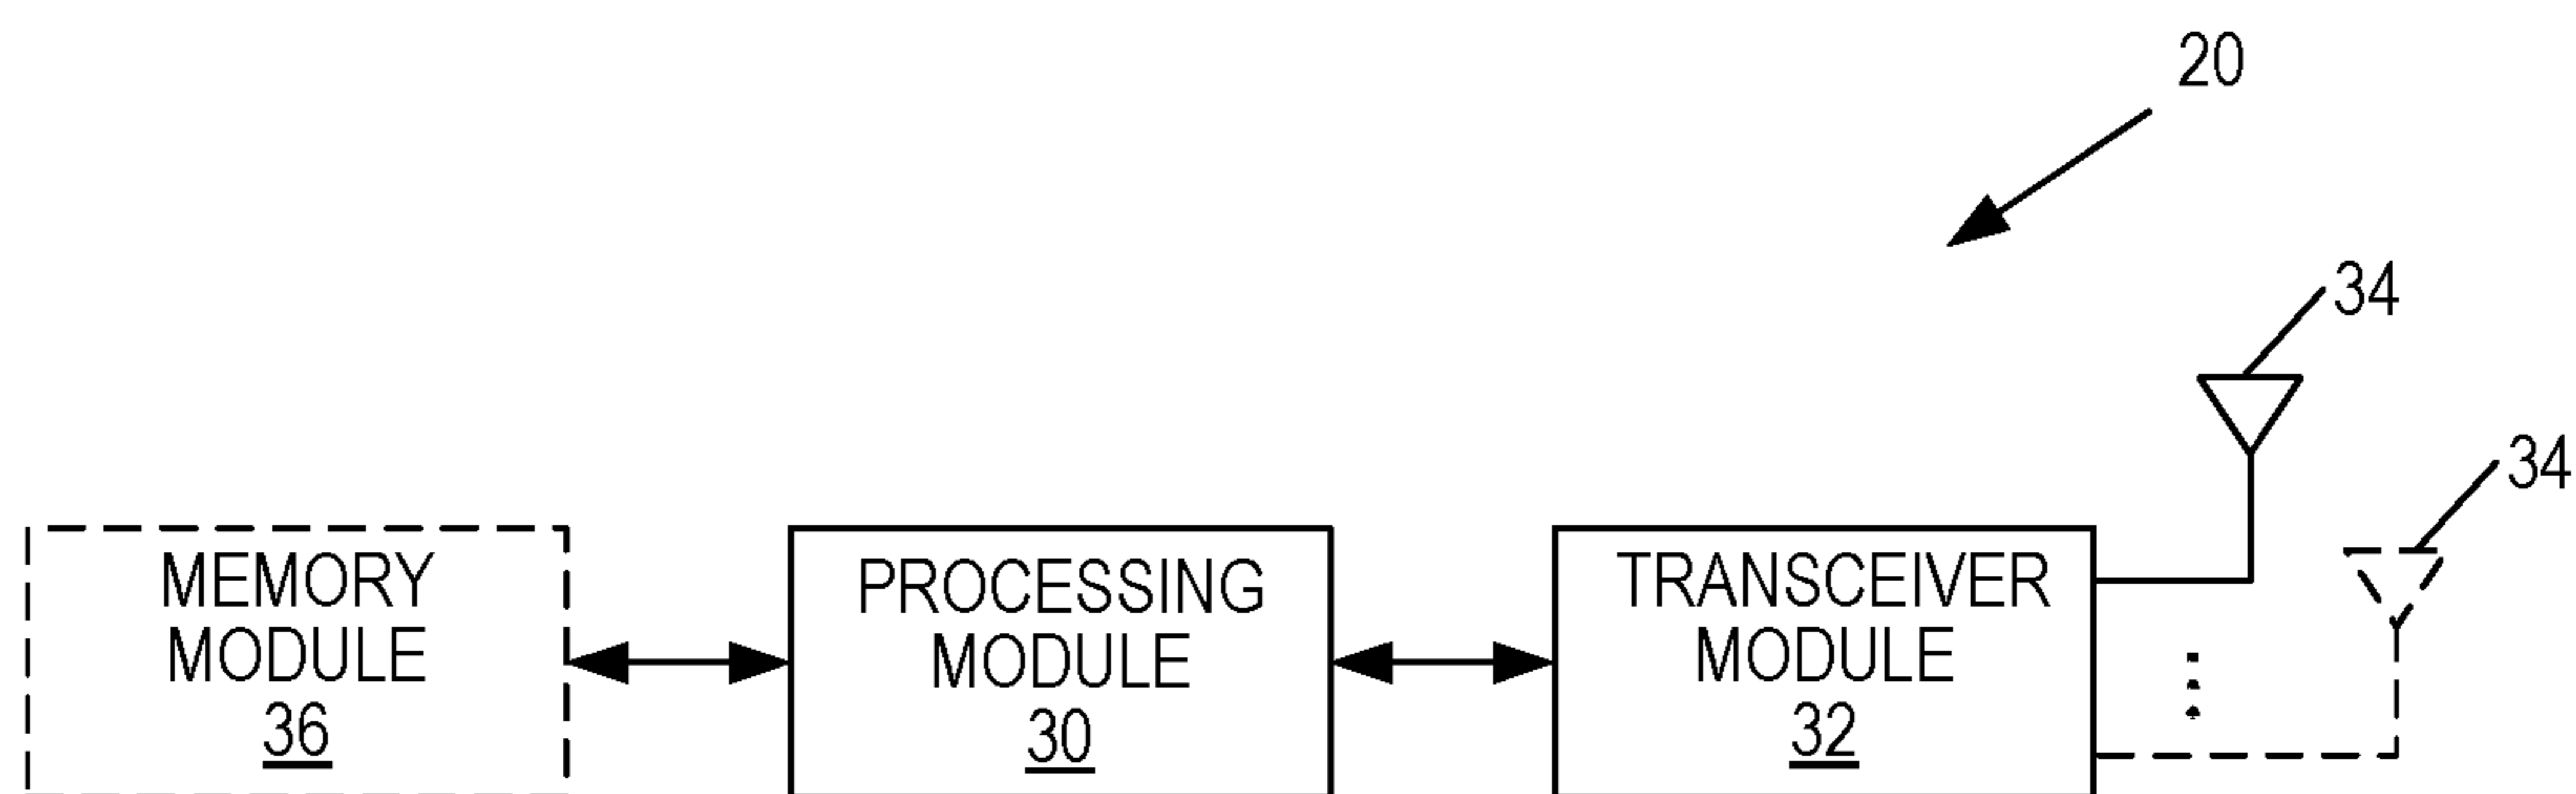 20
34
34
MEMORY
MODULE
36
PROCESSING
MODULE
30
TRANSCEIVER
MODULE
32